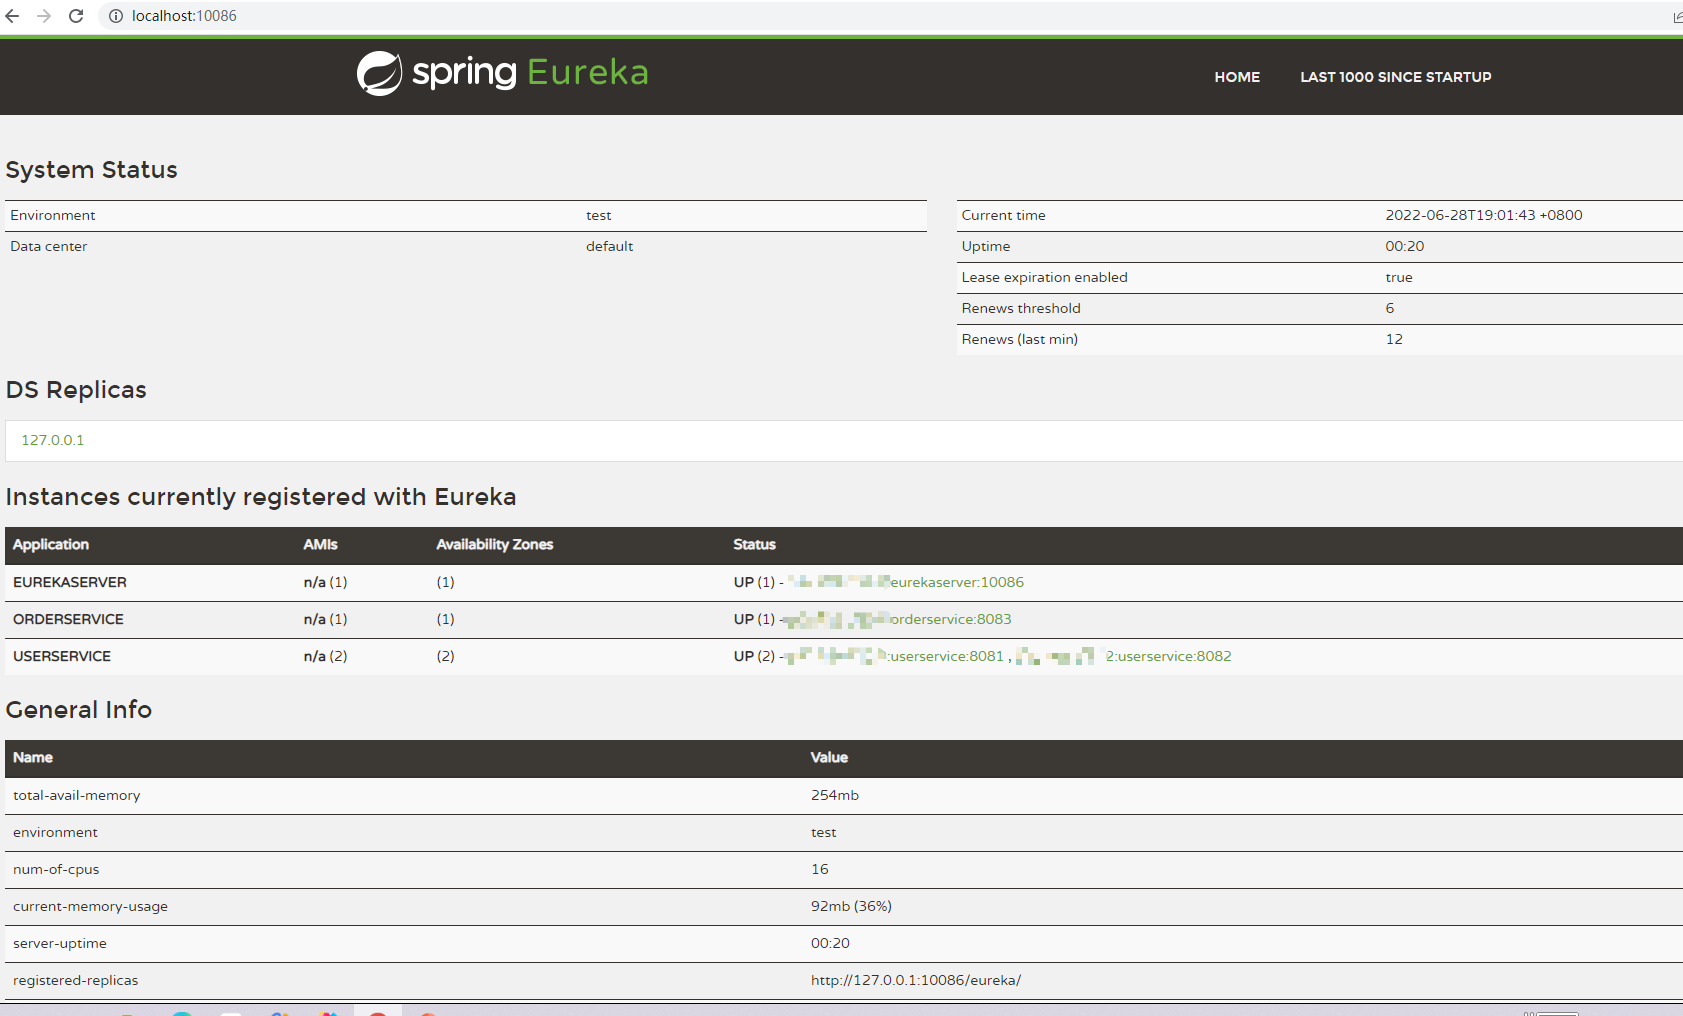 localhost:10086
spring Eureka
HOME LAST 1000 SINCE STARTUP
System Status
Environment test
Data center default
Current time 2022-06-28T19:01:43 +0800
Uptime 00:20
Lease expiration enabled true
Renews threshold 6
Renews (last min) 12
DS Replicas
127.0.0.1
Instances currently registered with Eureka
Application AMIs Availability Zones Status
EUREKASERVER n/a (1) (1) UP (1) - eurekaserver:10086
ORDERSERVICE n/a (1) (1) UP (1) - orderservice:8083
USERSERVICE n/a (2) (2) UP (2) - :userservice:8081 , 2:userservice:8082
General Info
Name Value
total-avail-memory 254mb
environment test
num-of-cpus 16
current-memory-usage 92mb (36%)
server-uptime 00:20
registered-replicas http://127.0.0.1:10086/eureka/